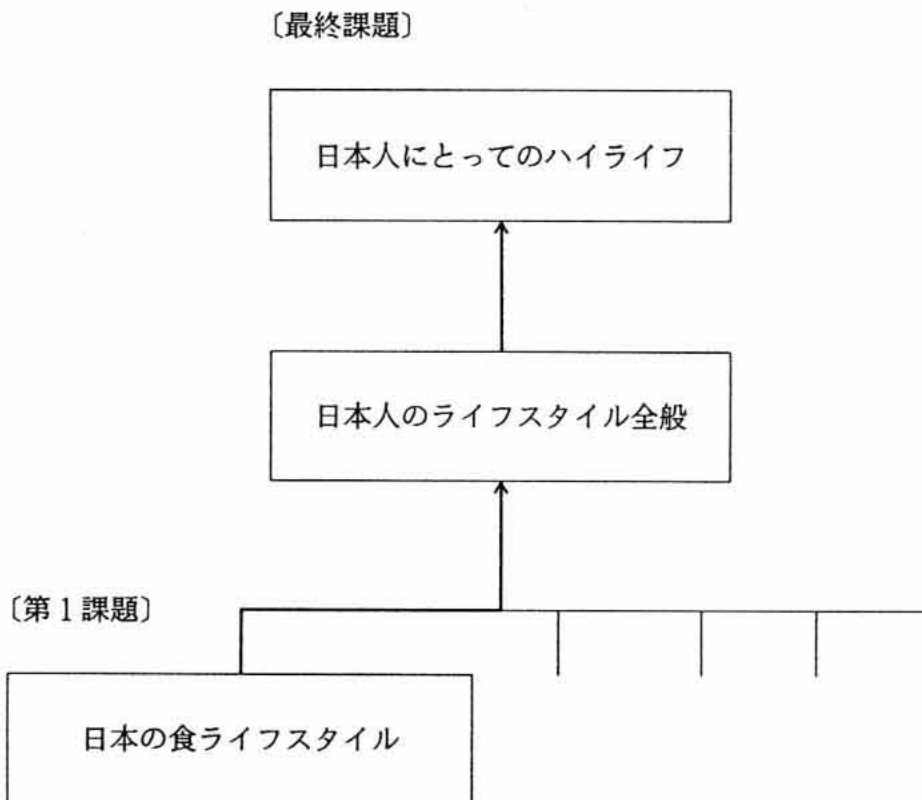 〔最終課題〕
日本人にとってのハイライフ
日本人のライフスタイル全般
〔第1課題〕
日本の食ライフスタイル